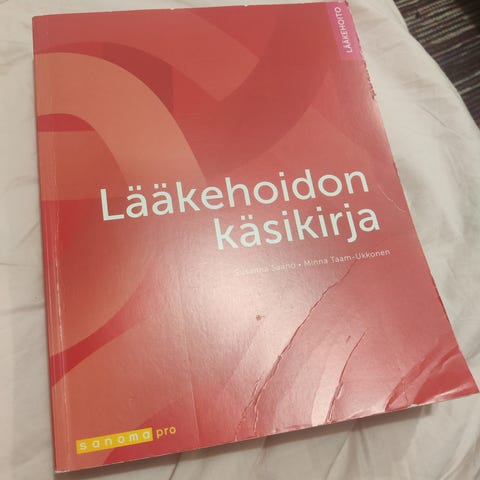 LÄÄKEHOITO
Lääkehoidon
käsikirja
Susanna Saano • Minna Taam-Ukkonen
sanoma pro